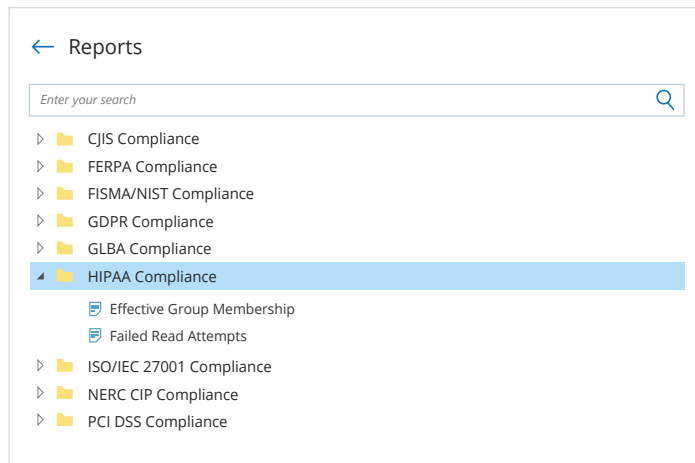 Reports
Enter your search
CJIS Compliance
FERPA Compliance
FISMA/NIST Compliance
GDPR Compliance
GLBA Compliance
HIPAA Compliance
Effective Group Membership
Failed Read Attempts
ISO/IEC 27001 Compliance
NERC CIP Compliance
PCI DSS Compliance